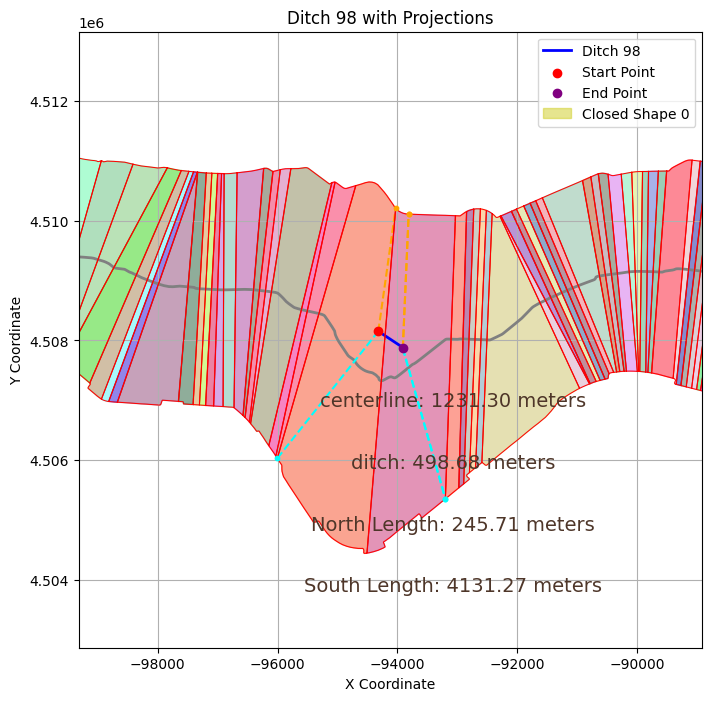 Ditch 98 with Projections
1e6
Ditch 98
Start Point
End Point
Closed Shape 0
4.512
4.510
4.508
4.506
4.504
Y Coordinate
centerline: 1231.30 meters
ditch: 498.68 meters
North Length: 245.71 meters
South Length: 4131.27 meters
−98000 −96000 −94000 −92000 −90000
X Coordinate